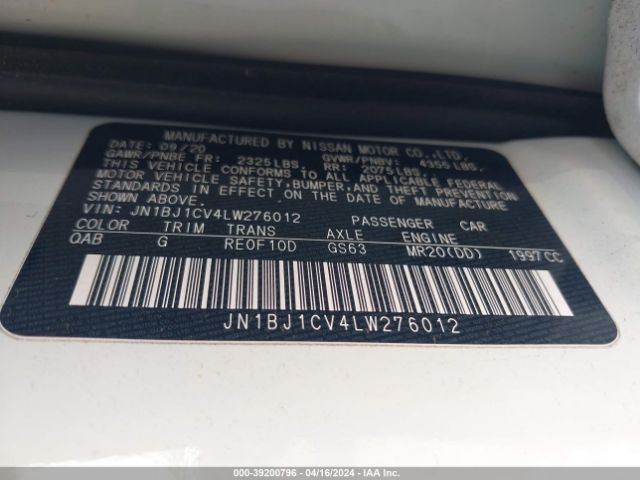 MANUFACTURED BY NISSAN MOTOR CO.,LTD.
DATE: 09/20 GVWR/PNBV: 4355LBS.
GAWR/PNBE FR: 2325LBS. RR: 2075LBS.
THIS VEHICLE CONFORMS TO ALL APPLICABLE FEDERAL
MOTOR VEHICLE SAFETY,BUMPER,AND THEFT PREVENTION
STANDARDS IN EFFECT ON THE DATE OF MANUFACTURE
SHOWN ABOVE.
VIN: JN1BJ1CV4LW276012 PASSENGER CAR
COLOR TRIM TRANS AXLE ENGINE
QAB G RE0F10D GS63 MR20(DD) 1997CC
JN1BJ1CV4LW276012
000-39200796 - 04/16/2024 - IAA Inc.